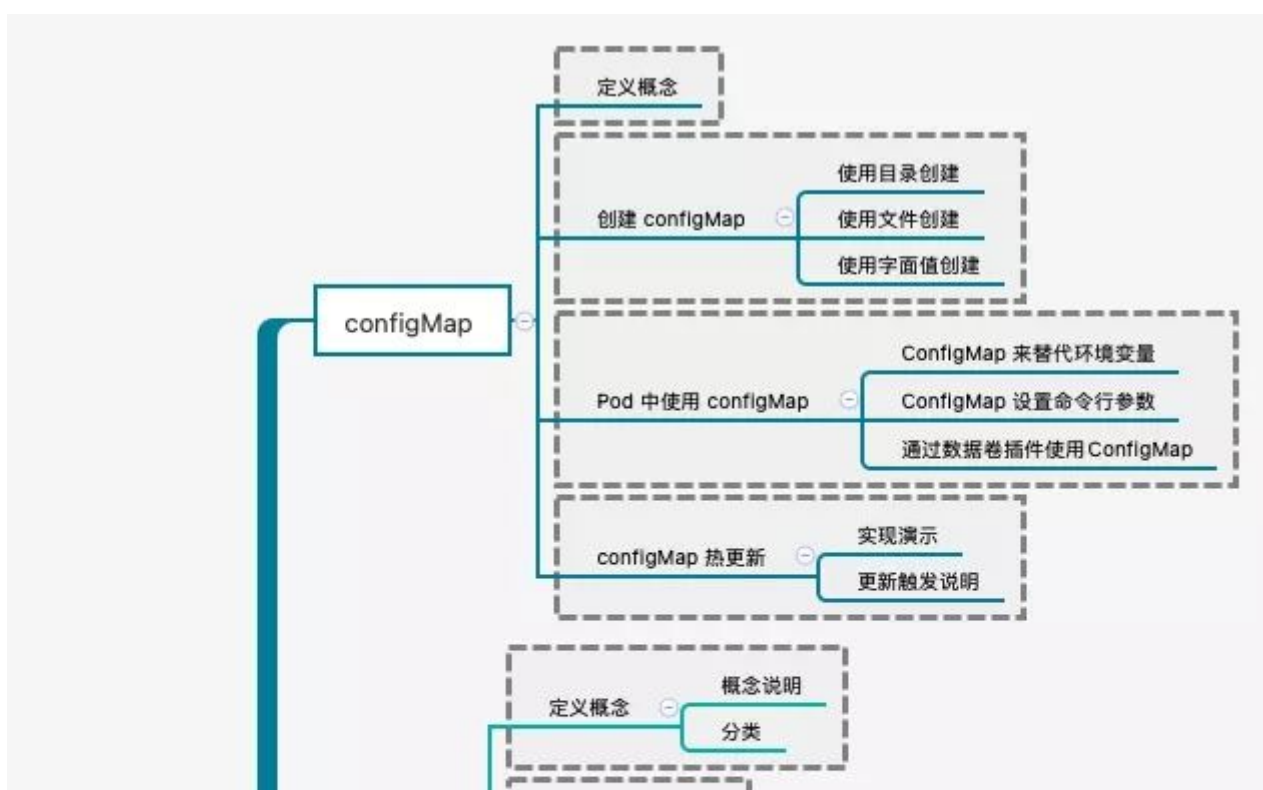 定义概念
使用目录创建
创建 configMap
使用文件创建
使用字面值创建
configMap
ConfigMap 来替代环境变量
Pod 中使用 configMap
ConfigMap 设置命令行参数
通过数据卷插件使用ConfigMap
实现演示
configMap 热更新
更新触发说明
概念说明
定义概念
分类